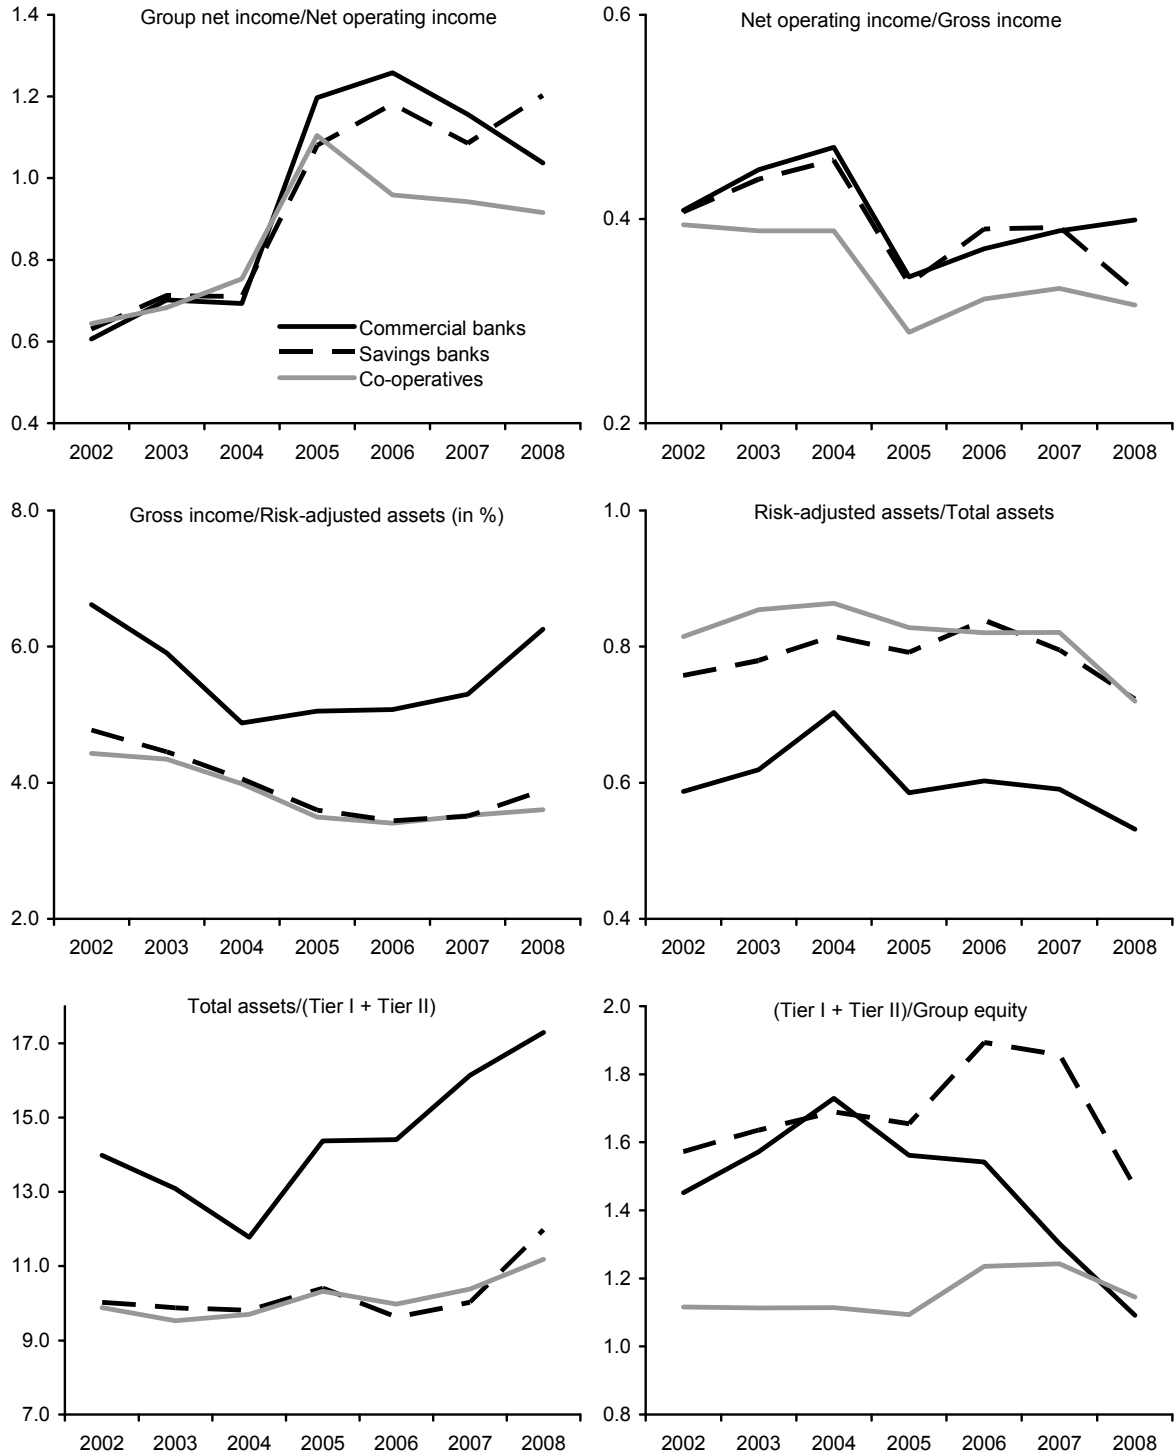 Group net income/Net operating income
1.4
1.2
1.0
0.8
0.6
0.4
Commercial banks
Savings banks
Co-operatives
2002 2003 2004 2005 2006 2007 2008
Net operating income/Gross income
0.6
0.4
0.2
2002 2003 2004 2005 2006 2007 2008
Gross income/Risk-adjusted assets (in %)
8.0
6.0
4.0
2.0
2002 2003 2004 2005 2006 2007 2008
Risk-adjusted assets/Total assets
1.0
0.8
0.6
0.4
2002 2003 2004 2005 2006 2007 2008
Total assets/(Tier I + Tier II)
17.0
15.0
13.0
11.0
9.0
7.0
2002 2003 2004 2005 2006 2007 2008
(Tier I + Tier II)/Group equity
2.0
1.8
1.6
1.4
1.2
1.0
0.8
2002 2003 2004 2005 2006 2007 2008